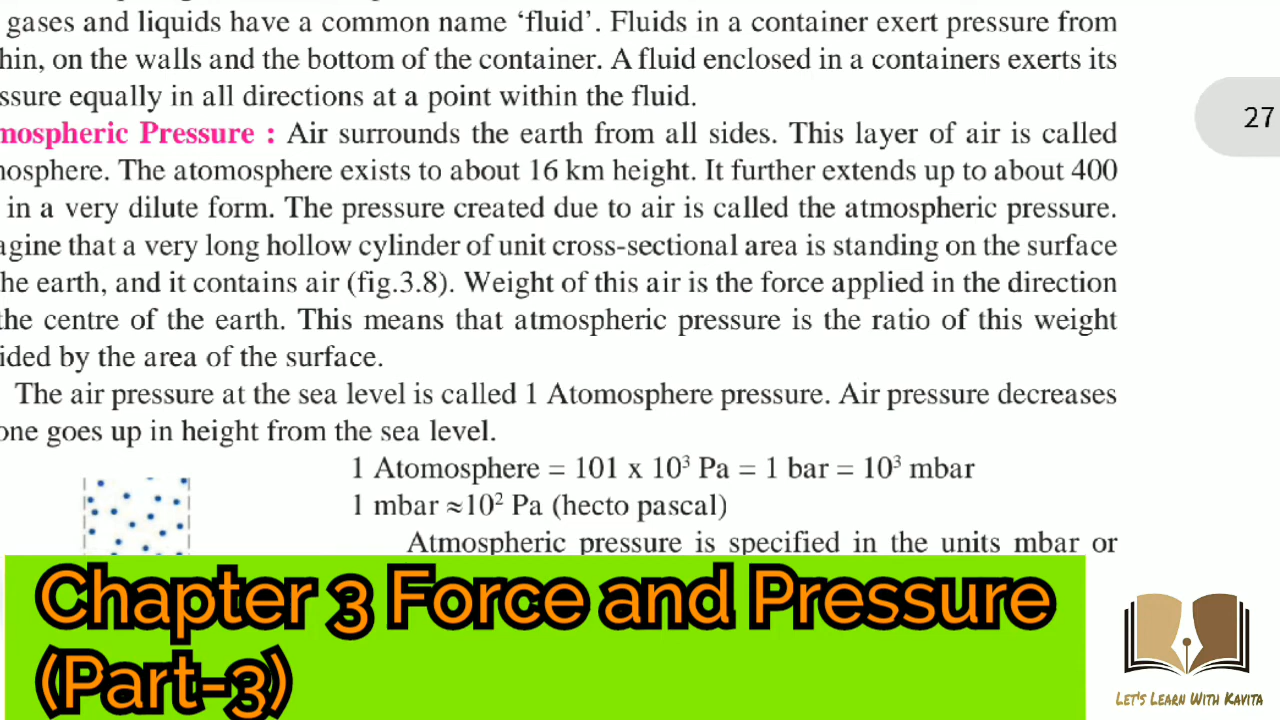 gases and liquids have a common name ‘fluid’. Fluids in a container exert pressure from
hin, on the walls and the bottom of the container. A fluid enclosed in a containers exerts its
ssure equally in all directions at a point within the fluid.
mospheric Pressure : Air surrounds the earth from all sides. This layer of air is called
nosphere. The atomosphere exists to about 16 km height. It further extends up to about 400
in a very dilute form. The pressure created due to air is called the atmospheric pressure.
agine that a very long hollow cylinder of unit cross-sectional area is standing on the surface
he earth, and it contains air (fig.3.8). Weight of this air is the force applied in the direction
the centre of the earth. This means that atmospheric pressure is the ratio of this weight
ided by the area of the surface.
The air pressure at the sea level is called 1 Atomosphere pressure. Air pressure decreases
one goes up in height from the sea level.
1 Atomosphere = 101 x 10³ Pa = 1 bar = 10³ mbar
1 mbar ≈10² Pa (hecto pascal)
Atmospheric pressure is specified in the units mbar or
27
Chapter 3 Force and Pressure
(Part-3)
LET'S LEARN WITH KAVITA